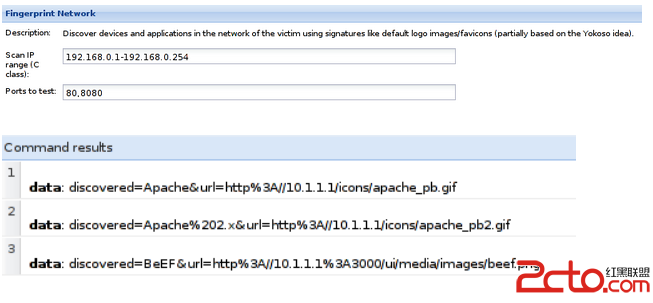 Fingerprint Network
Description: Discover devices and applications in the network of the victim using signatures like default logo images/favicons (partially based on the Yokoso idea).
Scan IP range (C class): 192.168.0.1-192.168.0.254
Ports to test: 80,8080
Command results
1
data: discovered=Apache&url=http%3A//10.1.1.1/icons/apache_pb.gif
2
data: discovered=Apache%202.x&url=http%3A//10.1.1.1/icons/apache_pb2.gif
3
data: discovered=BeEF&url=http%3A//10.1.1.1%3A3000/ui/media/images/beef.png
2cto 红黑联盟
.com